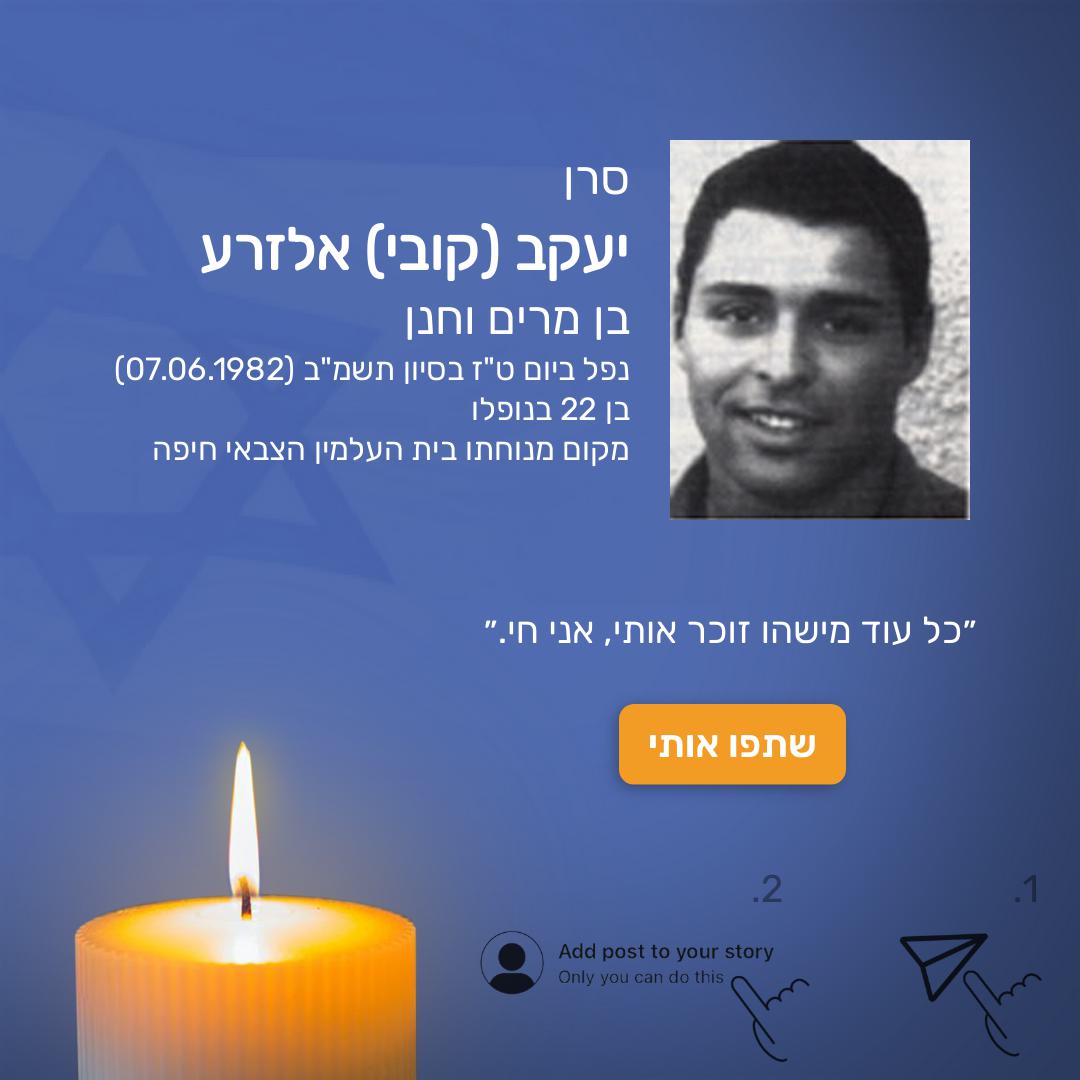 סרן
יעקב (קובי) אלזרע
בן מרים וחנן
נפל ביום ט"ז בסיון תשמ"ב (07.06.1982)
בן 22 בנופלו
מקום מנוחתו בית העלמין הצבאי חיפה
״כל עוד מישהו זוכר אותי, אני חי.״
שתפו אותי
1.
2.
Add post to your story
Only you can do this